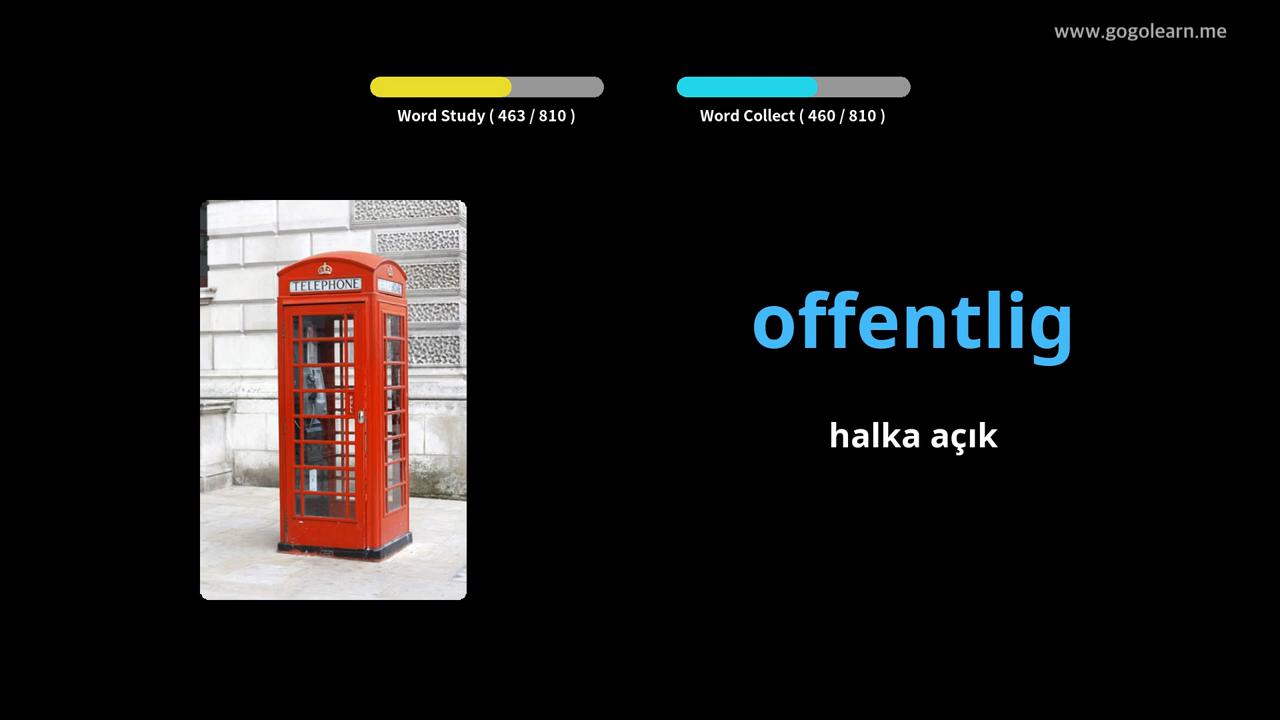 www.gogolearn.me
Word Study ( 463 / 810 )
Word Collect ( 460 / 810 )
TELEPHONE
offentlig
halka açık